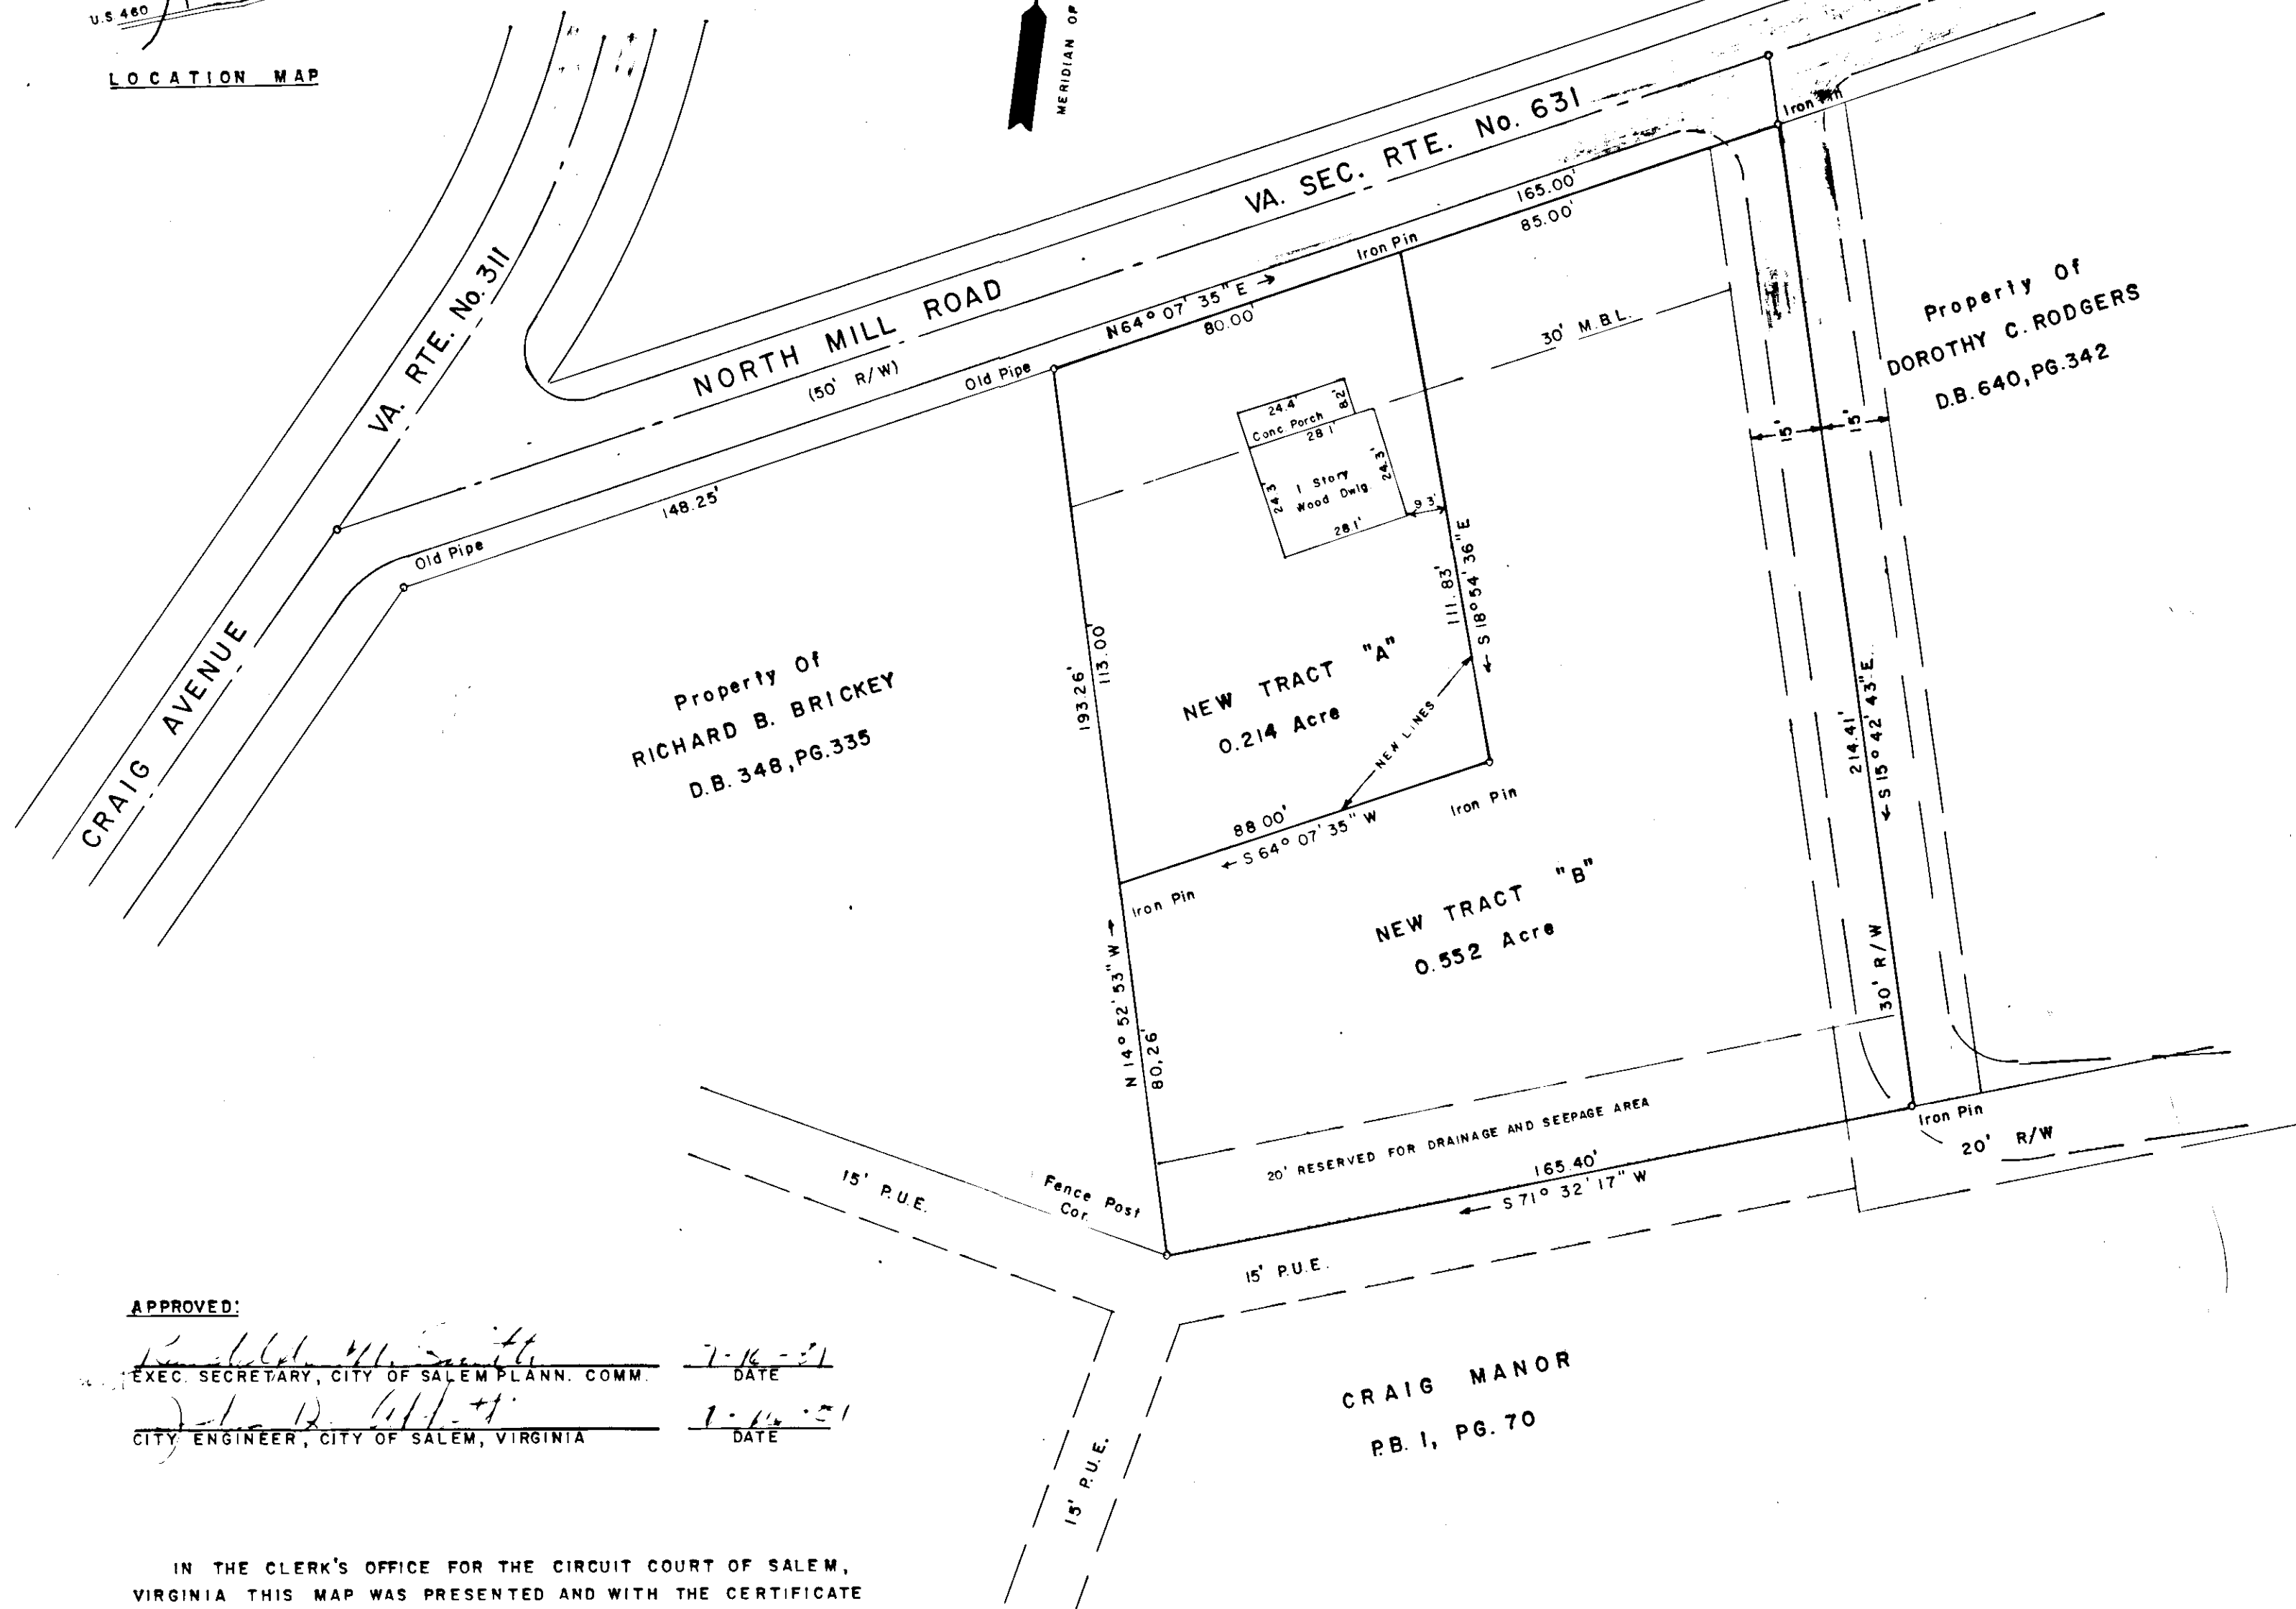 U.S. 460
LOCATION MAP
MERIDIAN OF
VA. RTE. No. 311
CRAIG AVENUE
NORTH MILL ROAD
(50' R/W)
VA. SEC. RTE. No. 631
Iron Pin
165.00'
85.00'
Iron Pin
N 64° 07' 35" E
80.00'
Old Pipe
Old Pipe
148.25'
30' M.B.L.
Property Of
DOROTHY C. RODGERS
D.B. 640, PG. 342
15'
15'
24.4'
8.2'
Conc. Porch
28.1'
24.3'
1 Story
Wood Dwlg.
24.3'
28.1'
9.3'
111.83'
S 18° 54' 36" E
193.26'
113.00'
Property Of
RICHARD B. BRICKEY
D.B. 348, PG. 335
NEW TRACT "A"
0.214 Acre
NEW LINES
214.41'
S 15° 42' 43" E
88.00'
S 64° 07' 35" W
Iron Pin
Iron Pin
NEW TRACT "B"
0.552 Acre
30' R/W
N 14° 52' 53" W
80.26'
20' RESERVED FOR DRAINAGE AND SEEPAGE AREA
165.40'
S 71° 32' 17" W
Iron Pin
20' R/W
15' P.U.E.
Fence Post
Cor.
15' P.U.E.
15' P.U.E.
CRAIG MANOR
P.B. 1, PG. 70
APPROVED:
EXEC. SECRETARY, CITY OF SALEM PLANN. COMM. DATE
CITY ENGINEER, CITY OF SALEM, VIRGINIA DATE
IN THE CLERK'S OFFICE FOR THE CIRCUIT COURT OF SALEM,
VIRGINIA THIS MAP WAS PRESENTED AND WITH THE CERTIFICATE